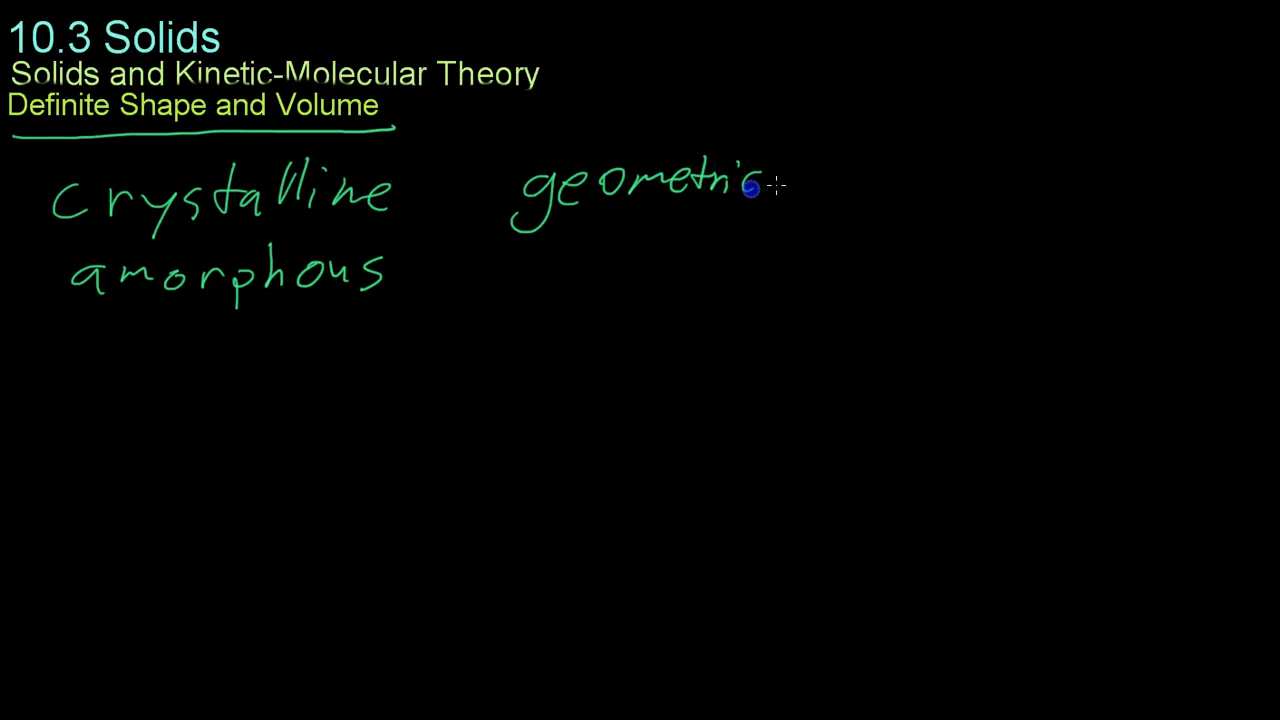 10.3 Solids
Solids and Kinetic-Molecular Theory
Definite Shape and Volume
crystalline geometric
amorphous